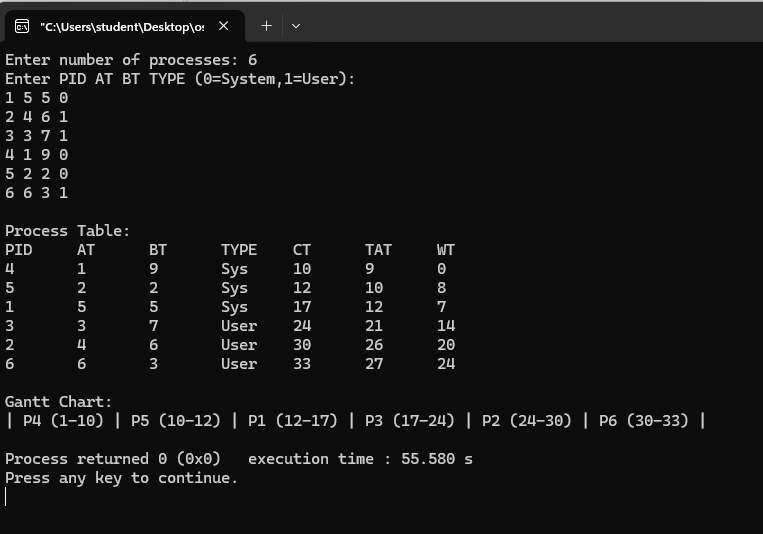 "C:\Users\student\Desktop\os
Enter number of processes: 6
Enter PID AT BT TYPE (0=System,1=User):
1 5 5 0
2 4 6 1
3 3 7 1
4 1 9 0
5 2 2 0
6 6 3 1
Process Table:
PID AT BT TYPE CT TAT WT
4 1 9 Sys 10 9 0
5 2 2 Sys 12 10 8
1 5 5 Sys 17 12 7
3 3 7 User 24 21 14
2 4 6 User 30 26 20
6 6 3 User 33 27 24
Gantt Chart:
| P4 (1-10) | P5 (10-12) | P1 (12-17) | P3 (17-24) | P2 (24-30) | P6 (30-33) |
Process returned 0 (0x0) execution time : 55.580 s
Press any key to continue.